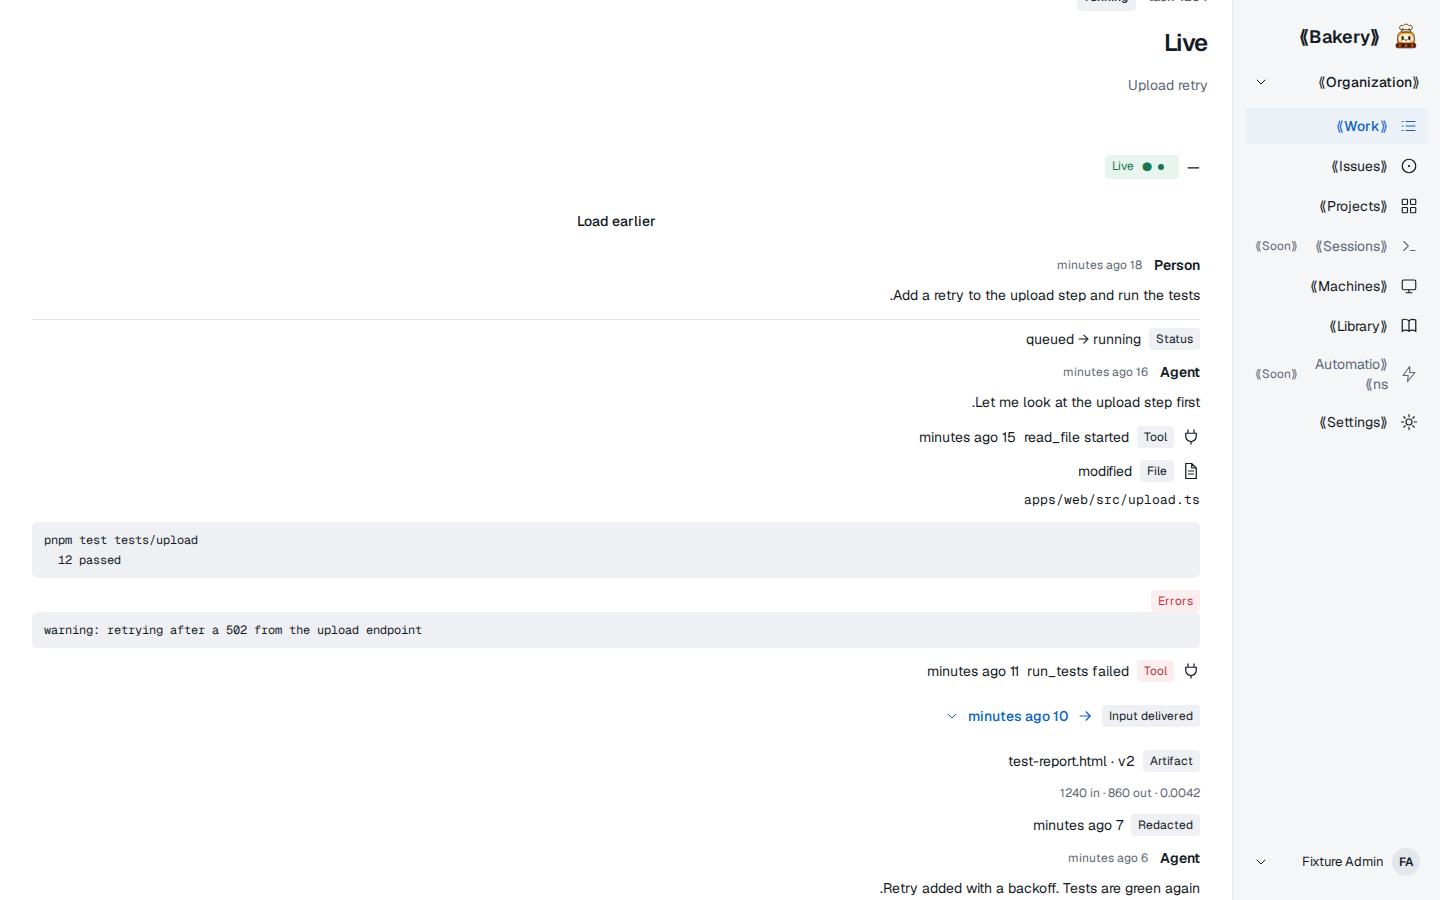 Live
Upload retry
Live
Load earlier
minutes ago 18 Person
.Add a retry to the upload step and run the tests
queued → running Status
minutes ago 16 Agent
.Let me look at the upload step first
minutes ago 15 read_file started Tool
modified File
apps/web/src/upload.ts
pnpm test tests/upload
12 passed
Errors
warning: retrying after a 502 from the upload endpoint
minutes ago 11 run_tests failed Tool
minutes ago 10 → Input delivered
test-report.html · v2 Artifact
1240 in · 860 out · 0.0042
minutes ago 7 Redacted
minutes ago 6 Agent
.Retry added with a backoff. Tests are green again
⟪Bakery⟫
⟪Organization⟫
⟪Work⟫
⟪Issues⟫
⟪Projects⟫
⟪Soon⟫ ⟪Sessions⟫
⟪Machines⟫
⟪Library⟫
⟪Soon⟫ Automatio⟫
⟪ns
⟪Settings⟫
Fixture Admin FA